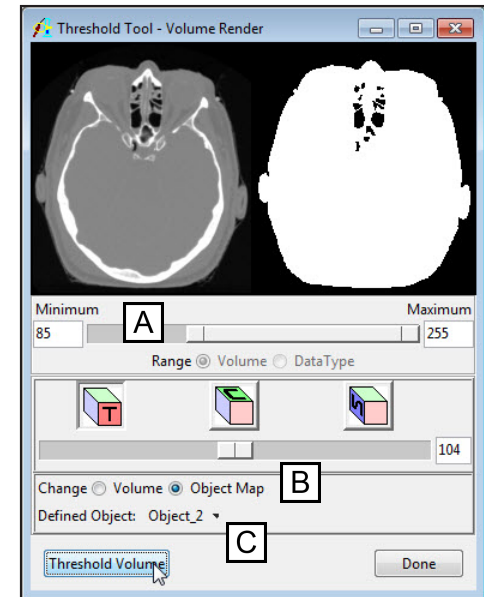 Threshold Tool - Volume Render
Minimum Maximum
85 A 255
Range Volume DataType
T C S
104
Change Volume Object Map B
Defined Object: Object_2
C
Threshold Volume Done